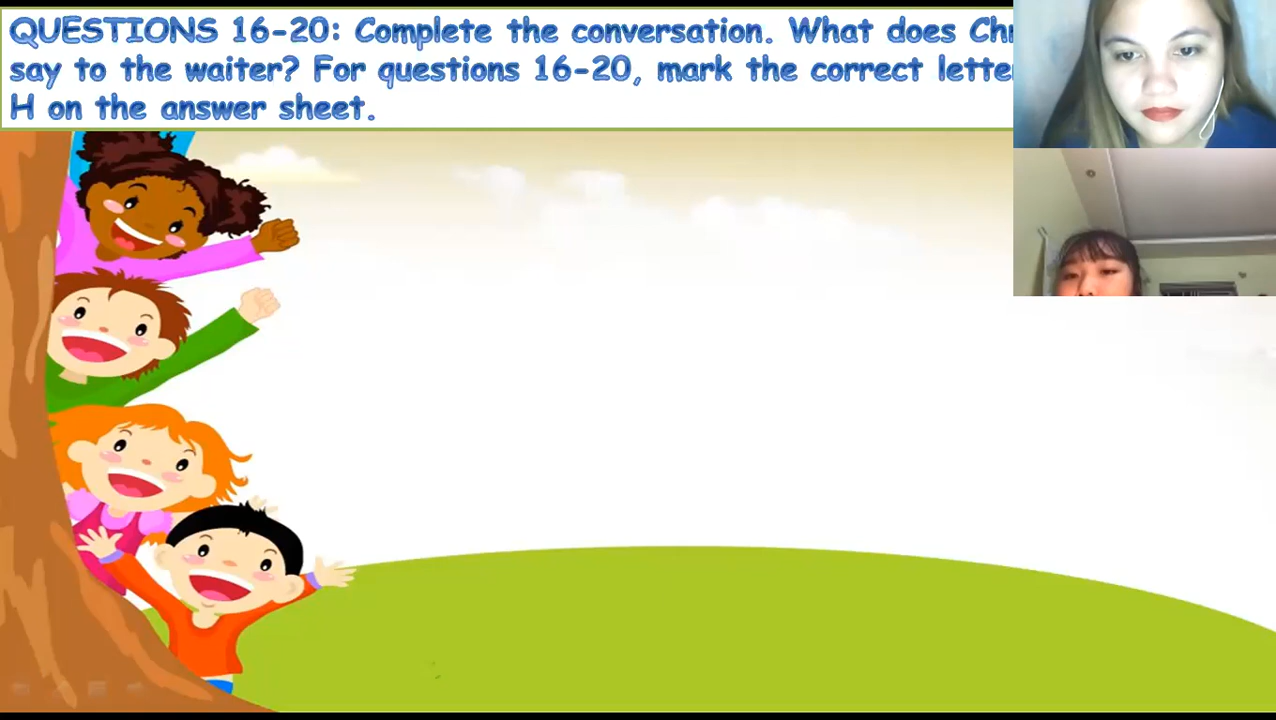 QUESTIONS 16-20: Complete the conversation. What does
say to the waiter? For questions 16-20, mark the correct
H on the answer sheet.